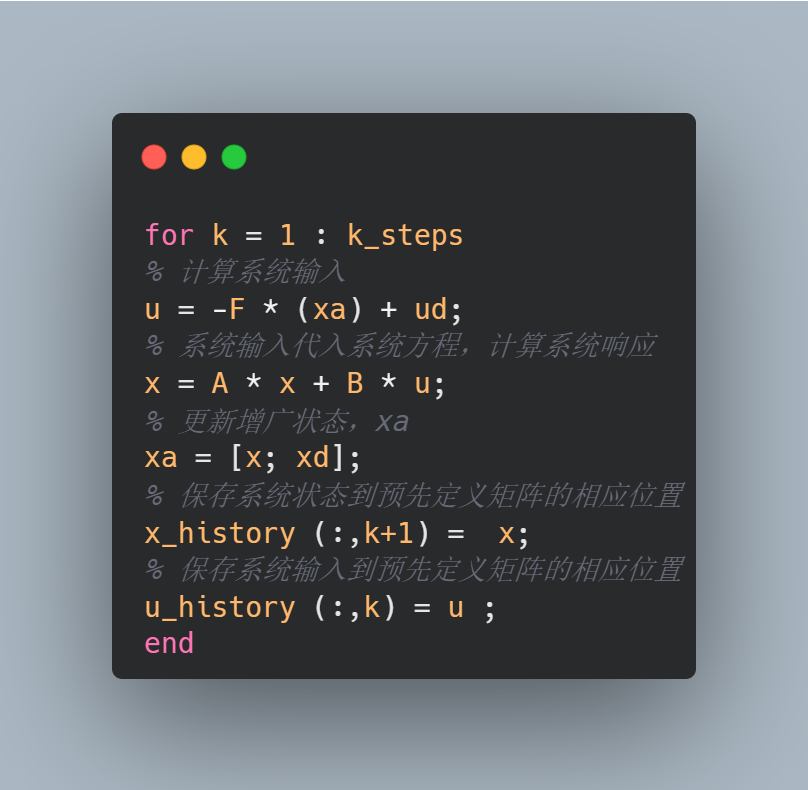 for k = 1 : k_steps
% 计算系统输入
u = -F * (xa) + ud;
% 系统输入代入系统方程，计算系统响应
x = A * x + B * u;
% 更新增广状态，xa
xa = [x; xd];
% 保存系统状态到预先定义矩阵的相应位置
x_history (:,k+1) =  x;
% 保存系统输入到预先定义矩阵的相应位置
u_history (:,k) = u ;
end